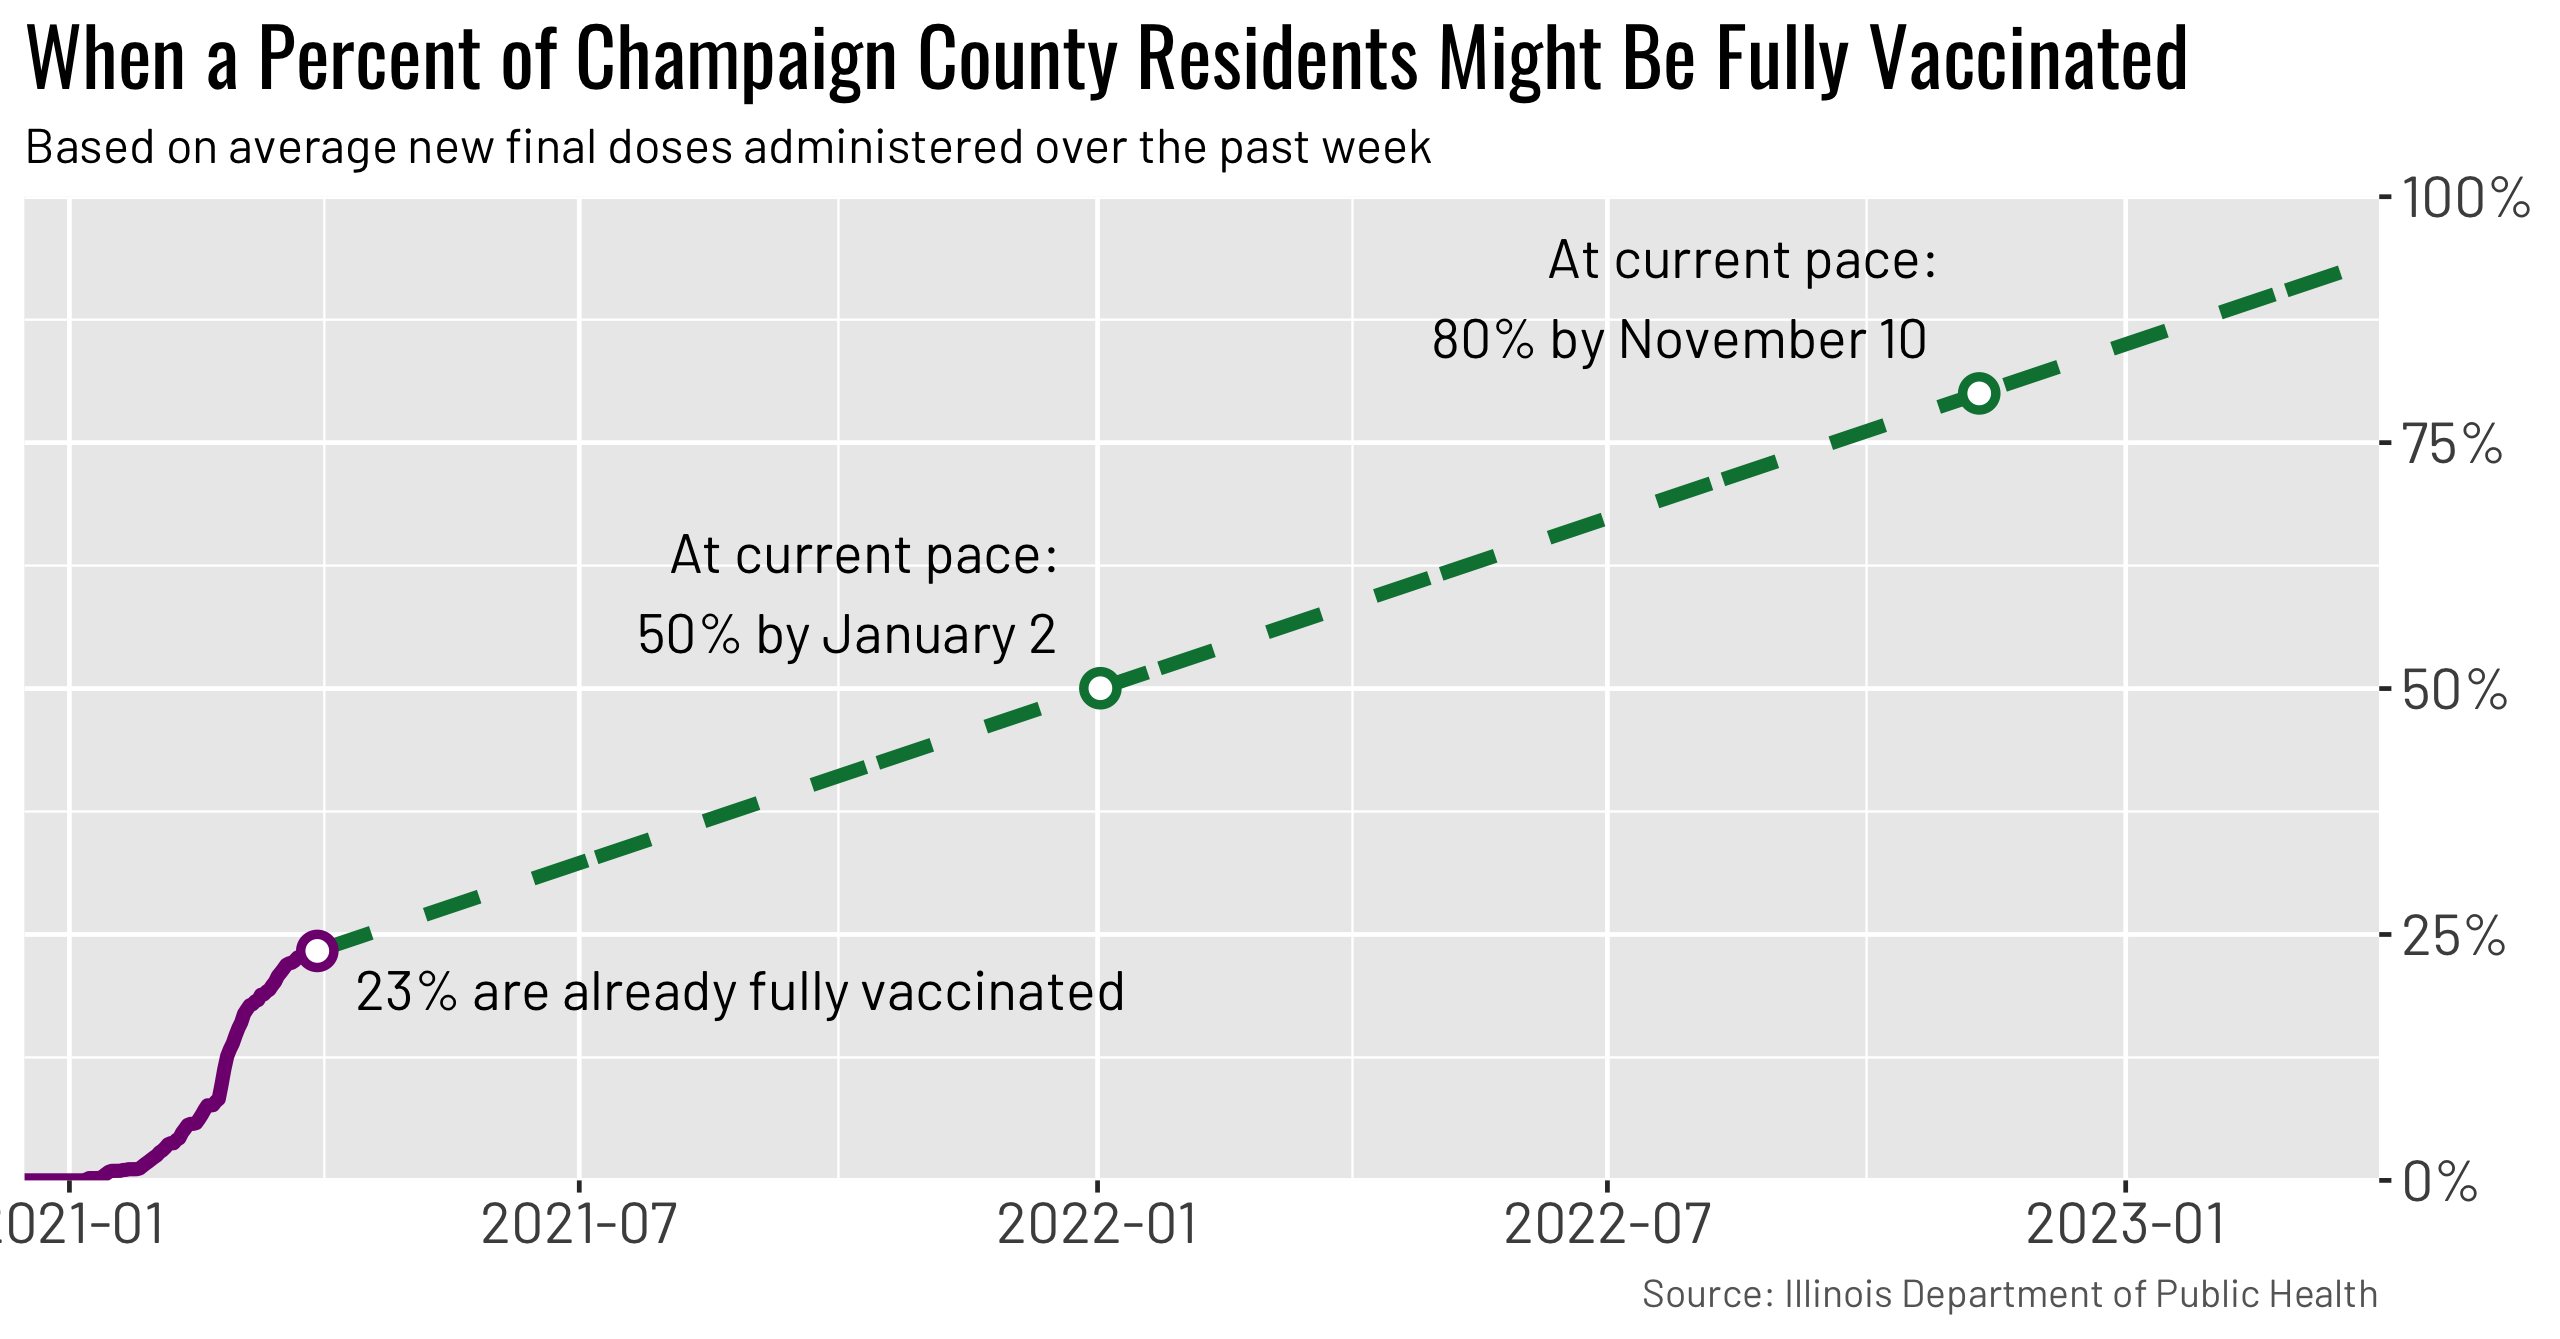 When a Percent of Champaign County Residents Might Be Fully Vaccinated
Based on average new final doses administered over the past week
100%
At current pace:
80% by November 10
75%
At current pace:
50% by January 2
50%
25%
23% are already fully vaccinated
0%
021-01 2021-07 2022-01 2022-07 2023-01
Source: Illinois Department of Public Health